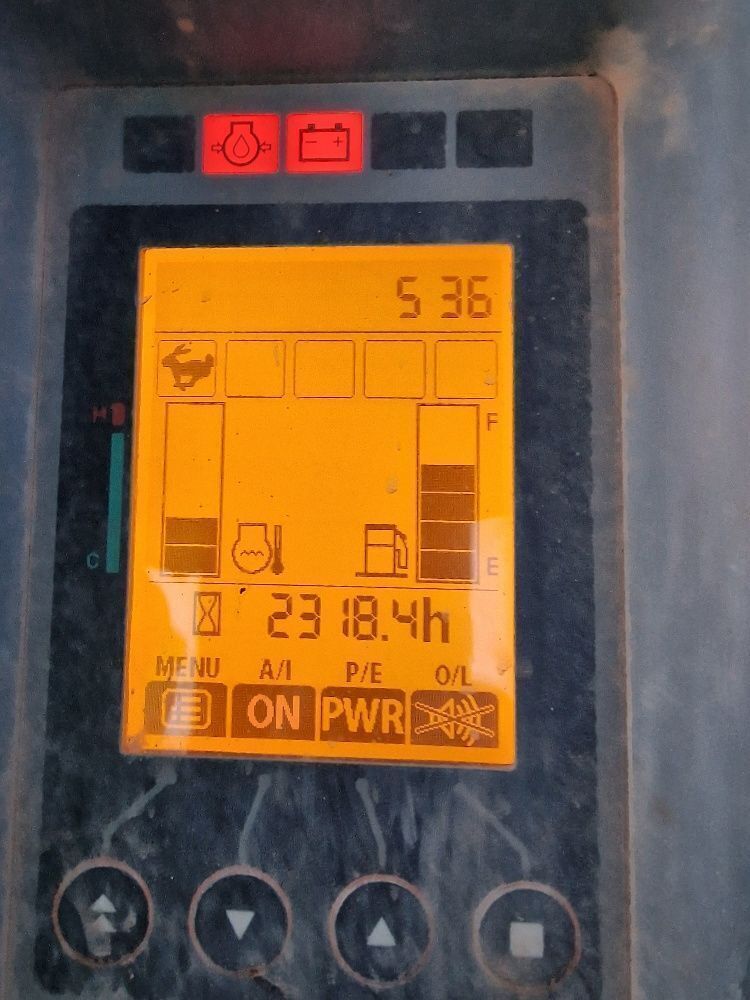 - +
5 36
H
F
C
E
2318.4h
MENU A/I P/E O/L
ON PWR